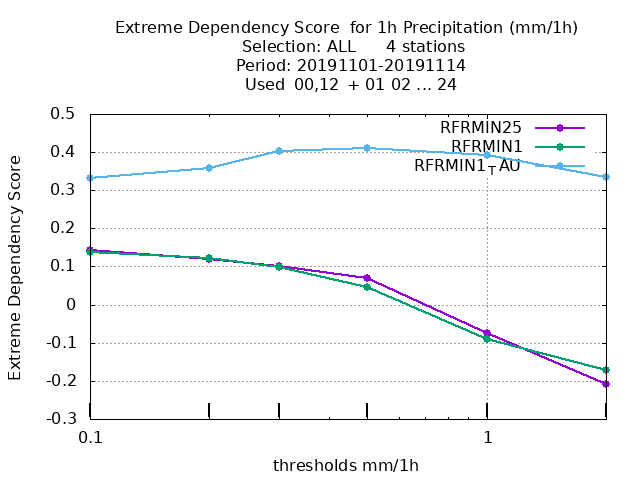 Extreme Dependency Score  for 1h Precipitation (mm/1h)
Selection: ALL      4 stations
Period: 20191101-20191114
Used  00,12  + 01 02 ... 24
0.5
0.4
0.3
0.2
0.1
0
-0.1
-0.2
-0.3
Extreme Dependency Score
RFRMIN25
RFRMIN1
RFRMIN1TAU
0.1
1
thresholds mm/1h